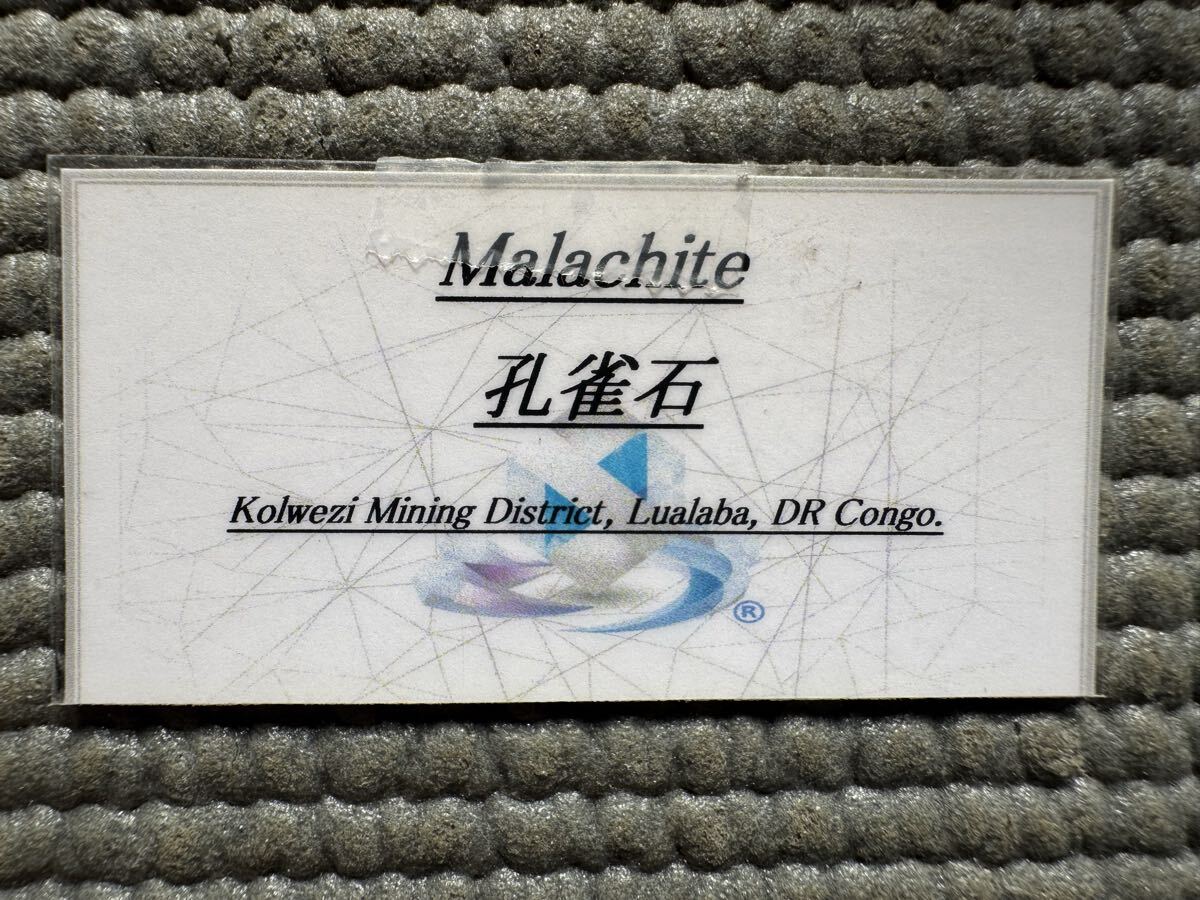 Malachite
孔雀石
Kolwezi Mining District, Lualaba, DR Congo.
®